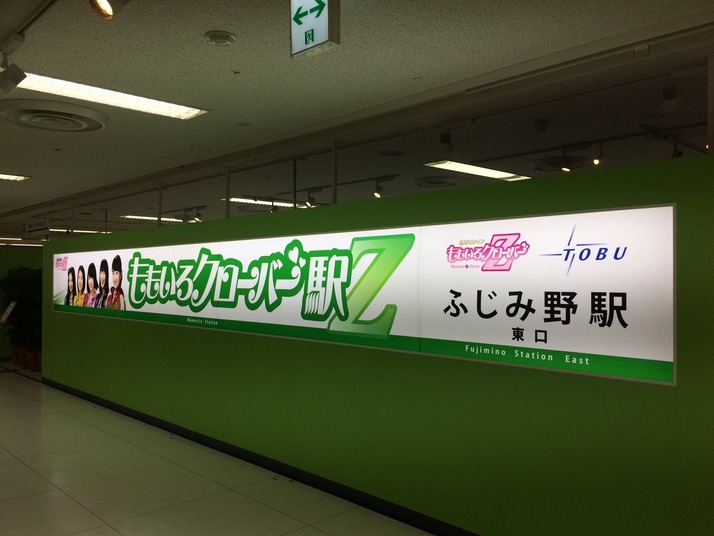 ももいろクローバー駅Z
Momoclo Station
ももいろクローバー
Z
TOBU
ふじみ野駅
東口
Fujimino Station East